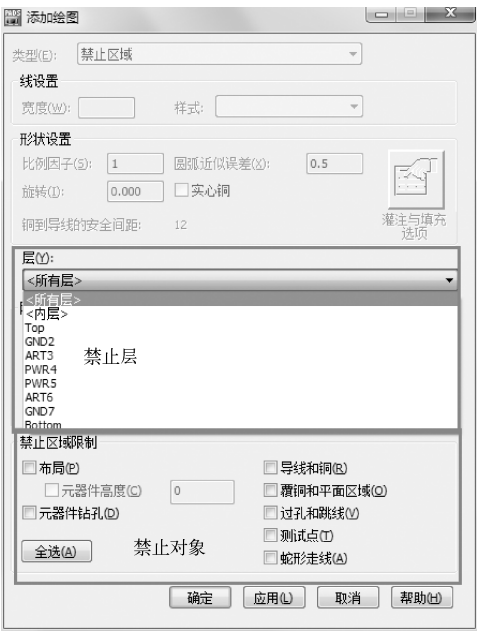 添加绘图
类型(E): 禁止区域
线设置
宽度(W): 样式:
形状设置
比例因子(S): 1 圆弧近似误差(X): 0.5
旋转(I): 0.000 实心铜
铜到导线的安全间距: 12
灌注与填充
选项
层(Y):
<所有层>
<所有层>
<内层>
Top
GND2
ART3
禁止层
PWR4
PWR5
ART6
GND7
Bottom
禁止区域限制
布局(P) 导线和铜(R)
元器件高度(C) 0 覆铜和平面区域(O)
元器件钻孔(D) 过孔和跳线(V)
测试点(T)
全选(A) 禁止对象 蛇形走线(A)
确定 应用(L) 取消 帮助(H)